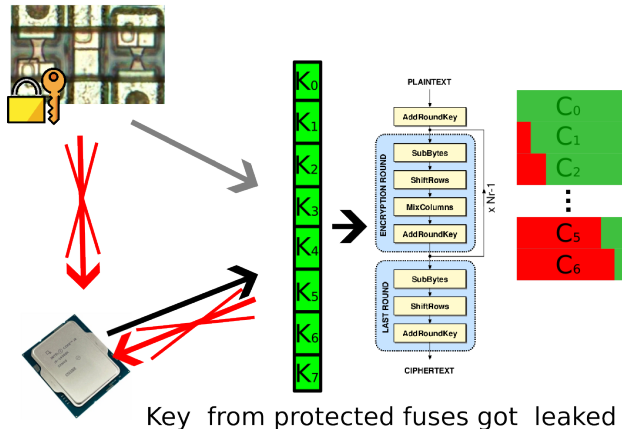 K0
K1
K2
K3
K4
K5
K6
K7
PLAINTEXT
AddRoundKey
ENCRYPTION ROUND
SubBytes
ShiftRows
MixColumns
AddRoundKey
x Nr-1
LAST ROUND
SubBytes
ShiftRows
AddRoundKey
CIPHERTEXT
C0
C1
C2
C5
C6
Key from protected fuses got leaked